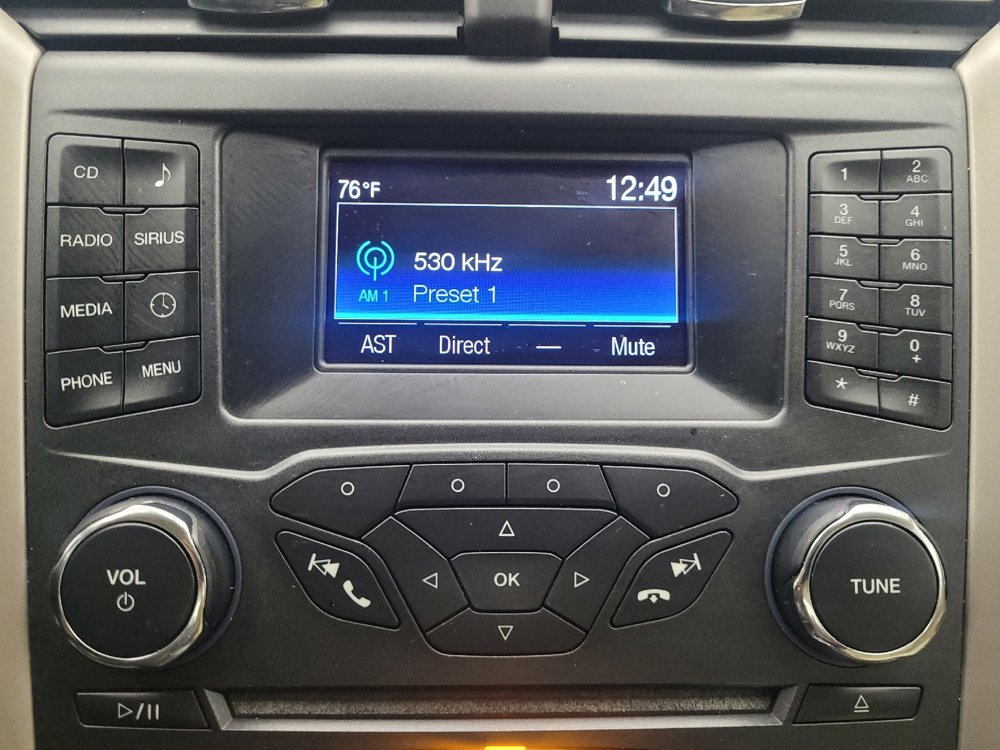 76°F 12:49
530 kHz
AM 1 Preset 1
AST Direct — Mute
CD
RADIO SIRIUS
MEDIA
PHONE MENU
1 2 ABC
3 DEF 4 GHI
5 JKL 6 MNO
7 PQRS 8 TUV
9 WXYZ 0 +
* #
OK
VOL
TUNE